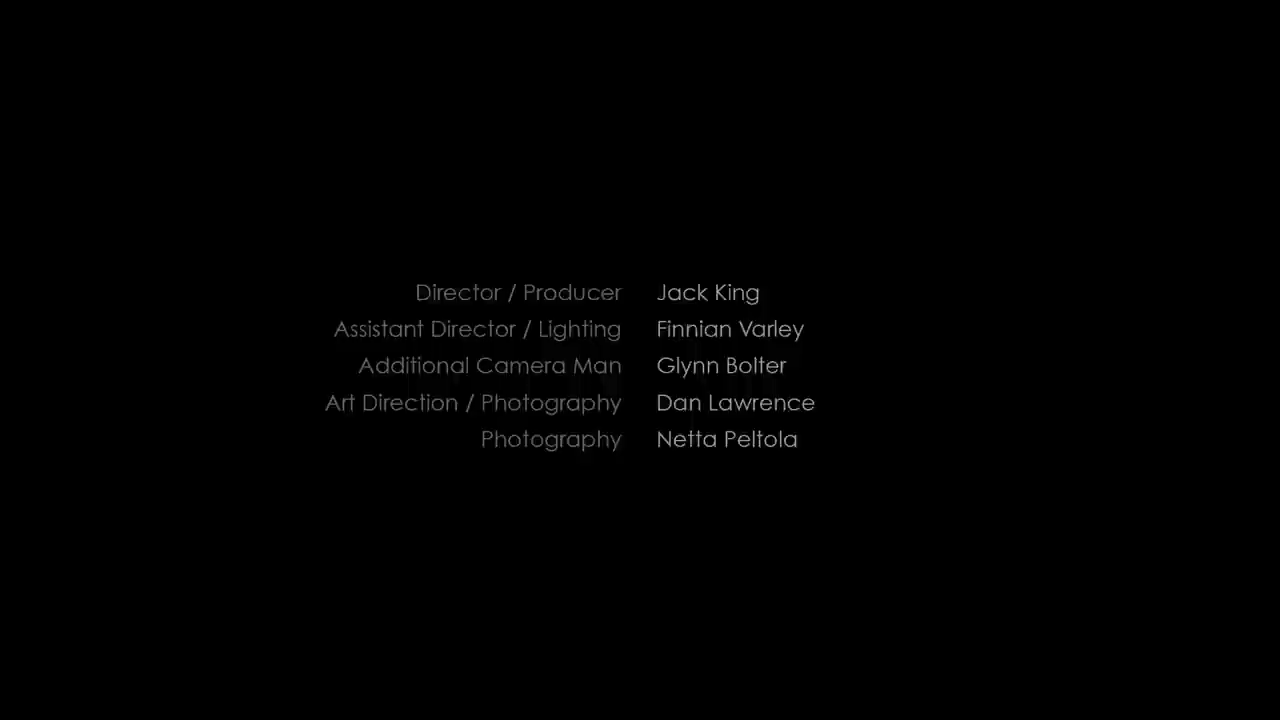 Director / Producer Jack King
Assistant Director / Lighting Finnian Varley
Additional Camera Man Glynn Bolter
Art Direction / Photography Dan Lawrence
Photography Netta Peltola